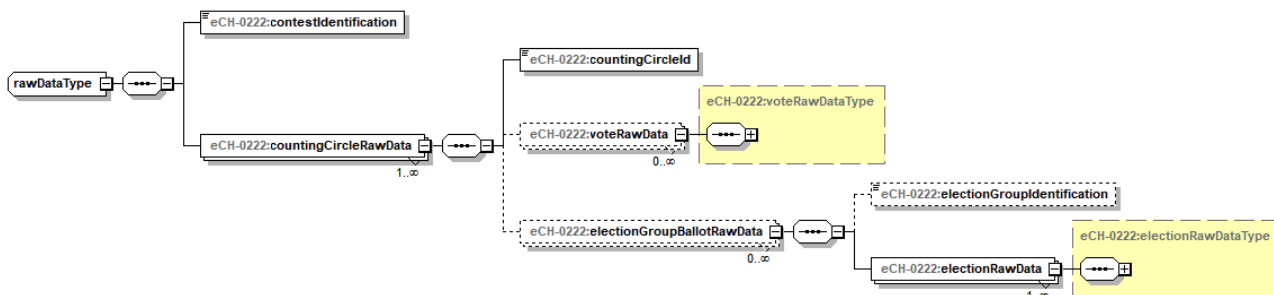 eCH-0222:contestIdentification
rawDataType
eCH-0222:countingCircleRawData
1..∞
eCH-0222:countingCircleId
eCH-0222:voteRawDataType
eCH-0222:voteRawData
0..∞
eCH-0222:electionGroupBallotRawData
0..∞
eCH-0222:electionGroupIdentification
eCH-0222:electionRawDataType
eCH-0222:electionRawData
1..∞